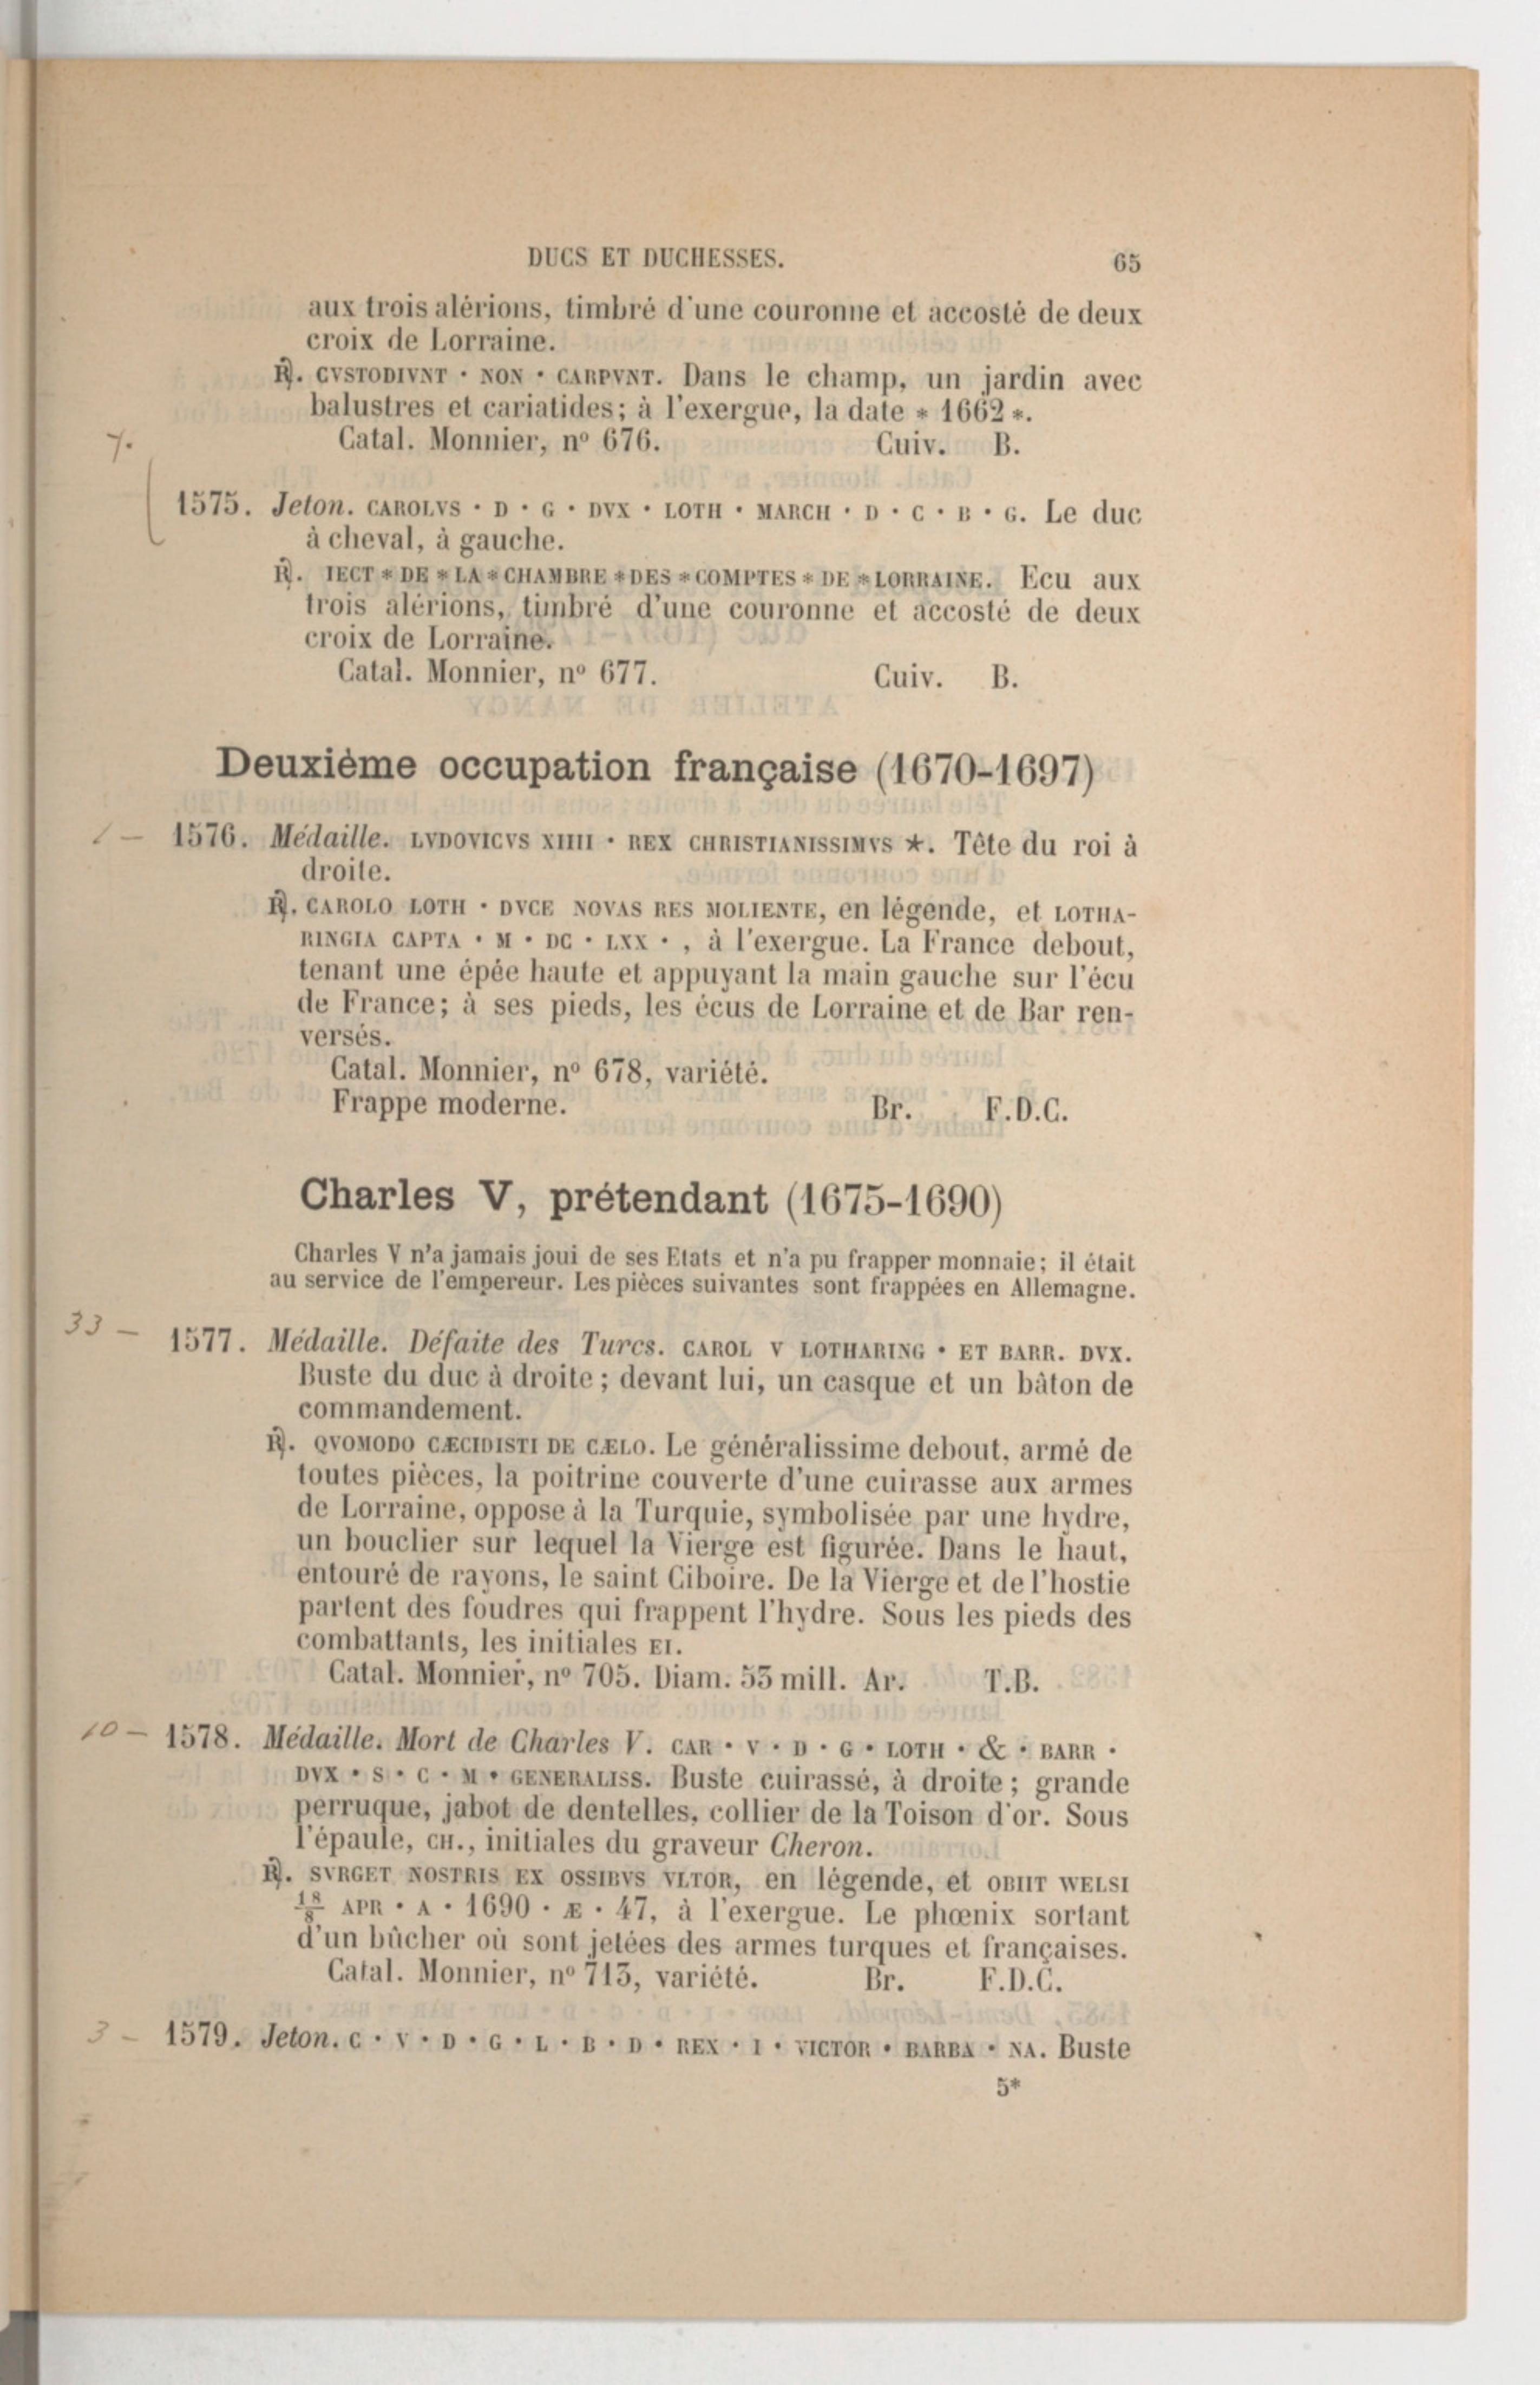 DUCS ET DUCHESSES. 65
aux trois alérions, timbré d'une couronne et accosté de deux
croix de Lorraine.
℟. CVSTODIVNT • NON • CARPVNT. Dans le champ, un jardin avec
balustres et cariatides; à l'exergue, la date * 1662 *.
Catal. Monnier, nº 676. Cuiv. B.
7.
1575. Jeton. CAROLVS • D • G • DVX • LOTH • MARCH • D • C • B • G. Le duc
à cheval, à gauche.
℟. IECT * DE * LA * CHAMBRE * DES * COMPTES * DE * LORRAINE. Ecu aux
trois alérions, timbré d'une couronne et accosté de deux
croix de Lorraine.
Catal. Monnier, nº 677. Cuiv. B.
Deuxième occupation française (1670-1697)
1 — 1576. Médaille. LVDOVICVS XIIII • REX CHRISTIANISSIMVS ★. Tête du roi à
droite.
℟. CAROLO LOTH • DVCE NOVAS RES MOLIENTE, en légende, et LOTHA-
RINGIA CAPTA • M • DC • LXX • , à l'exergue. La France debout,
tenant une épée haute et appuyant la main gauche sur l'écu
de France; à ses pieds, les écus de Lorraine et de Bar ren-
versés.
Catal. Monnier, nº 678, variété.
Frappe moderne. Br. F.D.C.
Charles V, prétendant (1675-1690)
Charles V n'a jamais joui de ses Etats et n'a pu frapper monnaie; il était
au service de l'empereur. Les pièces suivantes sont frappées en Allemagne.
33 — 1577. Médaille. Défaite des Turcs. CAROL V LOTHARING • ET BARR. DVX.
Buste du duc à droite; devant lui, un casque et un bâton de
commandement.
℟. QVOMODO CÆCIDISTI DE CÆLO. Le généralissime debout, armé de
toutes pièces, la poitrine couverte d'une cuirasse aux armes
de Lorraine, oppose à la Turquie, symbolisée par une hydre,
un bouclier sur lequel la Vierge est figurée. Dans le haut,
entouré de rayons, le saint Ciboire. De la Vierge et de l'hostie
partent des foudres qui frappent l'hydre. Sous les pieds des
combattants, les initiales EI.
Catal. Monnier, nº 705. Diam. 53 mill. Ar. T.B.
10 — 1578. Médaille. Mort de Charles V. CAR • V • D • G • LOTH • & • BARR •
DVX • S • C • M • GENERALISS. Buste cuirassé, à droite; grande
perruque, jabot de dentelles, collier de la Toison d'or. Sous
l'épaule, CH., initiales du graveur Cheron.
℟. SVRGET NOSTRIS EX OSSIBVS VLTOR, en légende, et OBIIT WELSI
18/8 APR • A • 1690 • Æ • 47, à l'exergue. Le phœnix sortant
d'un bûcher où sont jetées des armes turques et françaises.
Catal. Monnier, nº 713, variété. Br. F.D.C.
3 — 1579. Jeton. C • V • D • G • L • B • D • REX • I • VICTOR • BARBA • NA. Buste
5*